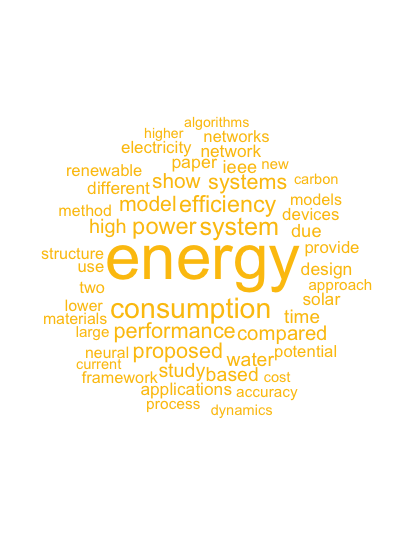 algorithms
higher networks
electricity network
paper ieee new
renewable show systems carbon
different
method model efficiency models
devices
high power system due
structure energy provide
use design
two approach
lower consumption solar
materials time
large performance compared
neural proposed water potential
current
framework study based cost
applications accuracy
process dynamics